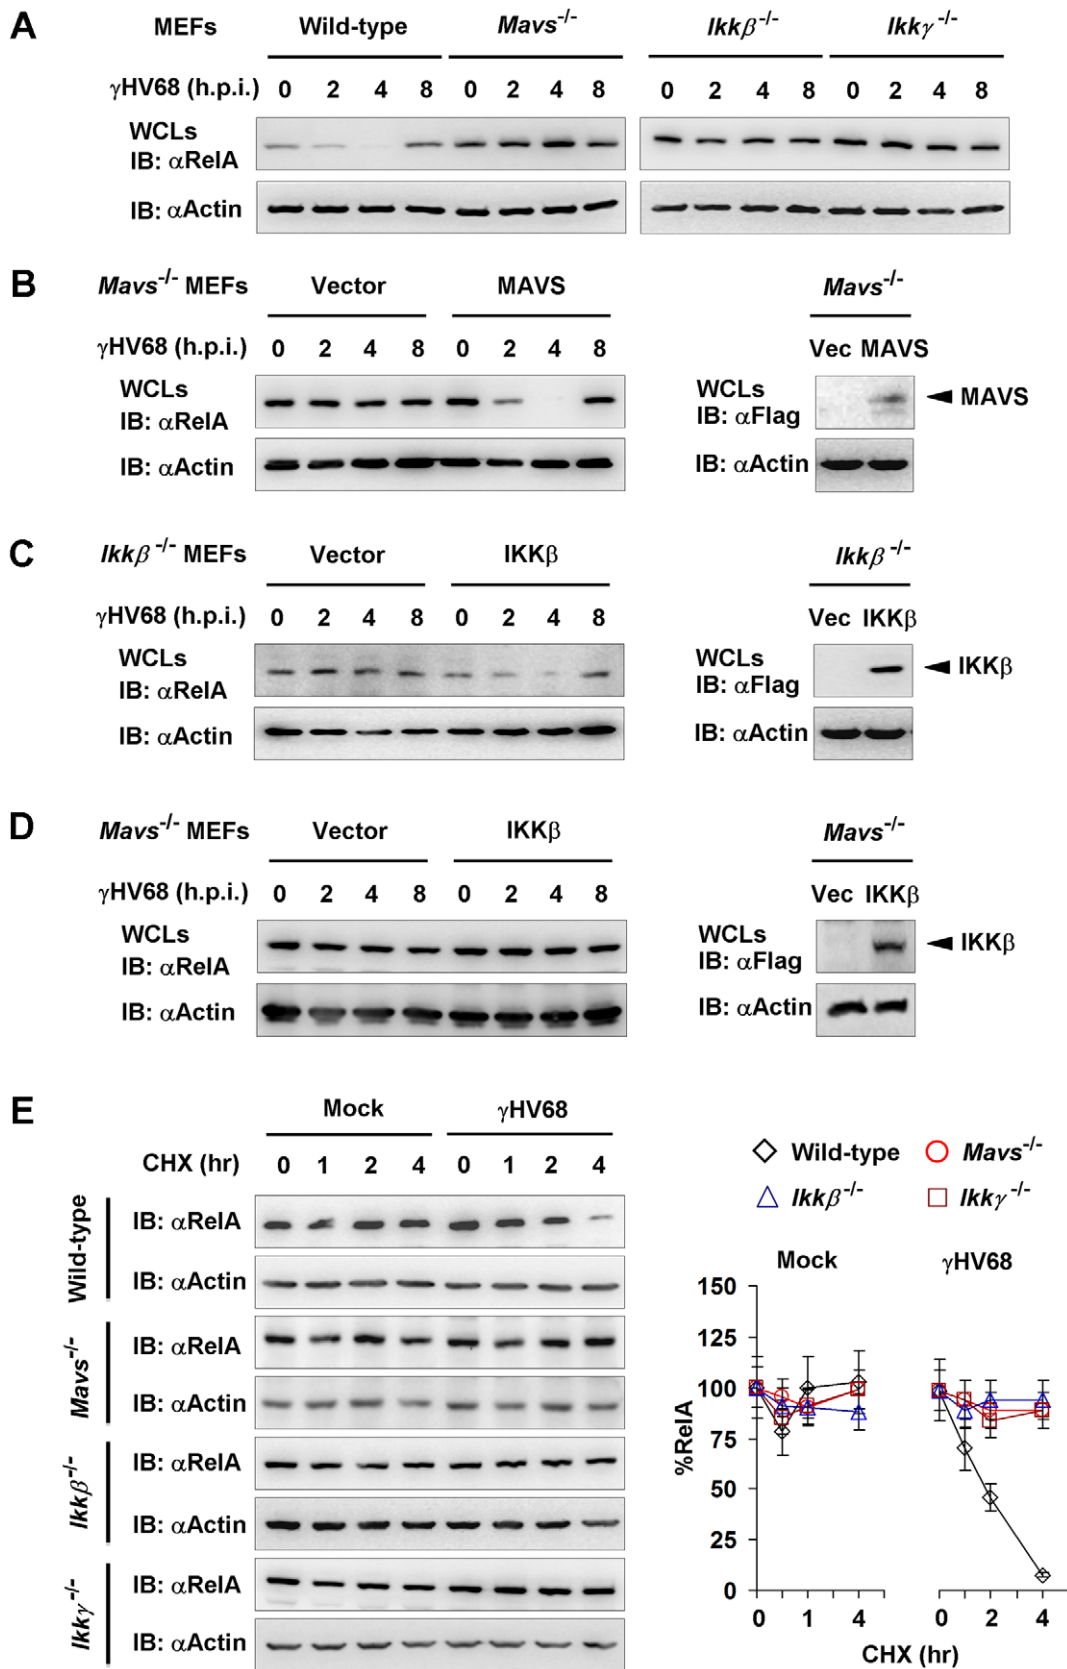 A
MEFs Wild-type Mavs-/- Ikkβ-/- Ikkγ-/-
γHV68 (h.p.i.) 0 2 4 8 0 2 4 8 0 2 4 8 0 2 4 8
WCLs
IB: αRelA
IB: αActin
B
Mavs-/- MEFs Vector MAVS Mavs-/-
γHV68 (h.p.i.) 0 2 4 8 0 2 4 8 Vec MAVS
WCLs WCLs MAVS
IB: αRelA IB: αFlag
IB: αActin IB: αActin
C
Ikkβ-/- MEFs Vector IKKβ Ikkβ-/-
γHV68 (h.p.i.) 0 2 4 8 0 2 4 8 Vec IKKβ
WCLs WCLs IKKβ
IB: αRelA IB: αFlag
IB: αActin IB: αActin
D
Mavs-/- MEFs Vector IKKβ Mavs-/-
γHV68 (h.p.i.) 0 2 4 8 0 2 4 8 Vec IKKβ
WCLs WCLs IKKβ
IB: αRelA IB: αFlag
IB: αActin IB: αActin
E
Mock γHV68
CHX (hr) 0 1 2 4 0 1 2 4
Wild-type
IB: αRelA
IB: αActin
Mavs-/-
IB: αRelA
IB: αActin
Ikkβ-/-
IB: αRelA
IB: αActin
Ikkγ-/-
IB: αRelA
IB: αActin
Wild-type Mavs-/-
Ikkβ-/- Ikkγ-/-
Mock γHV68
%RelA
150
125
100
75
50
25
0
0 1 4 0 2 4
CHX (hr)